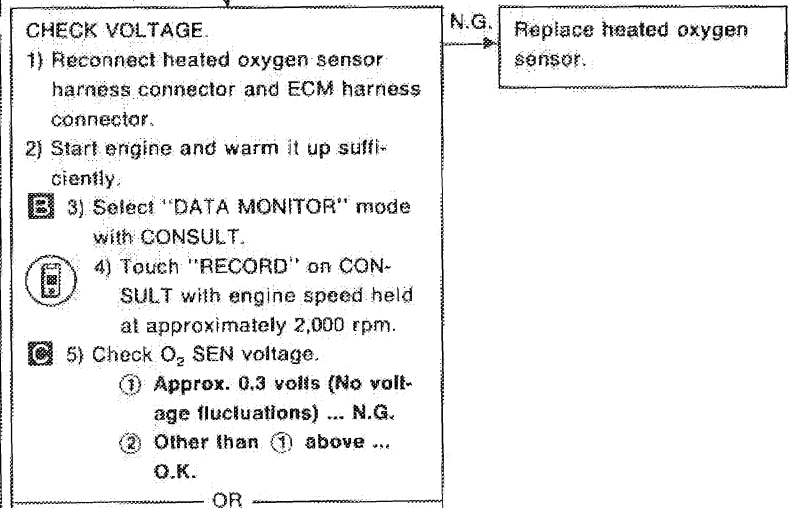 CHECK VOLTAGE.
1) Reconnect heated oxygen sensor
harness connector and ECM harness
connector.
2) Start engine and warm it up suffi-
ciently.
B 3) Select "DATA MONITOR" mode
with CONSULT.
4) Touch "RECORD" on CON-
SULT with engine speed held
at approximately 2,000 rpm.
C 5) Check O₂ SEN voltage.
① Approx. 0.3 volts (No volt-
age fluctuations) ... N.G.
② Other than ① above ...
O.K.
OR
N.G.
Replace heated oxygen
sensor.